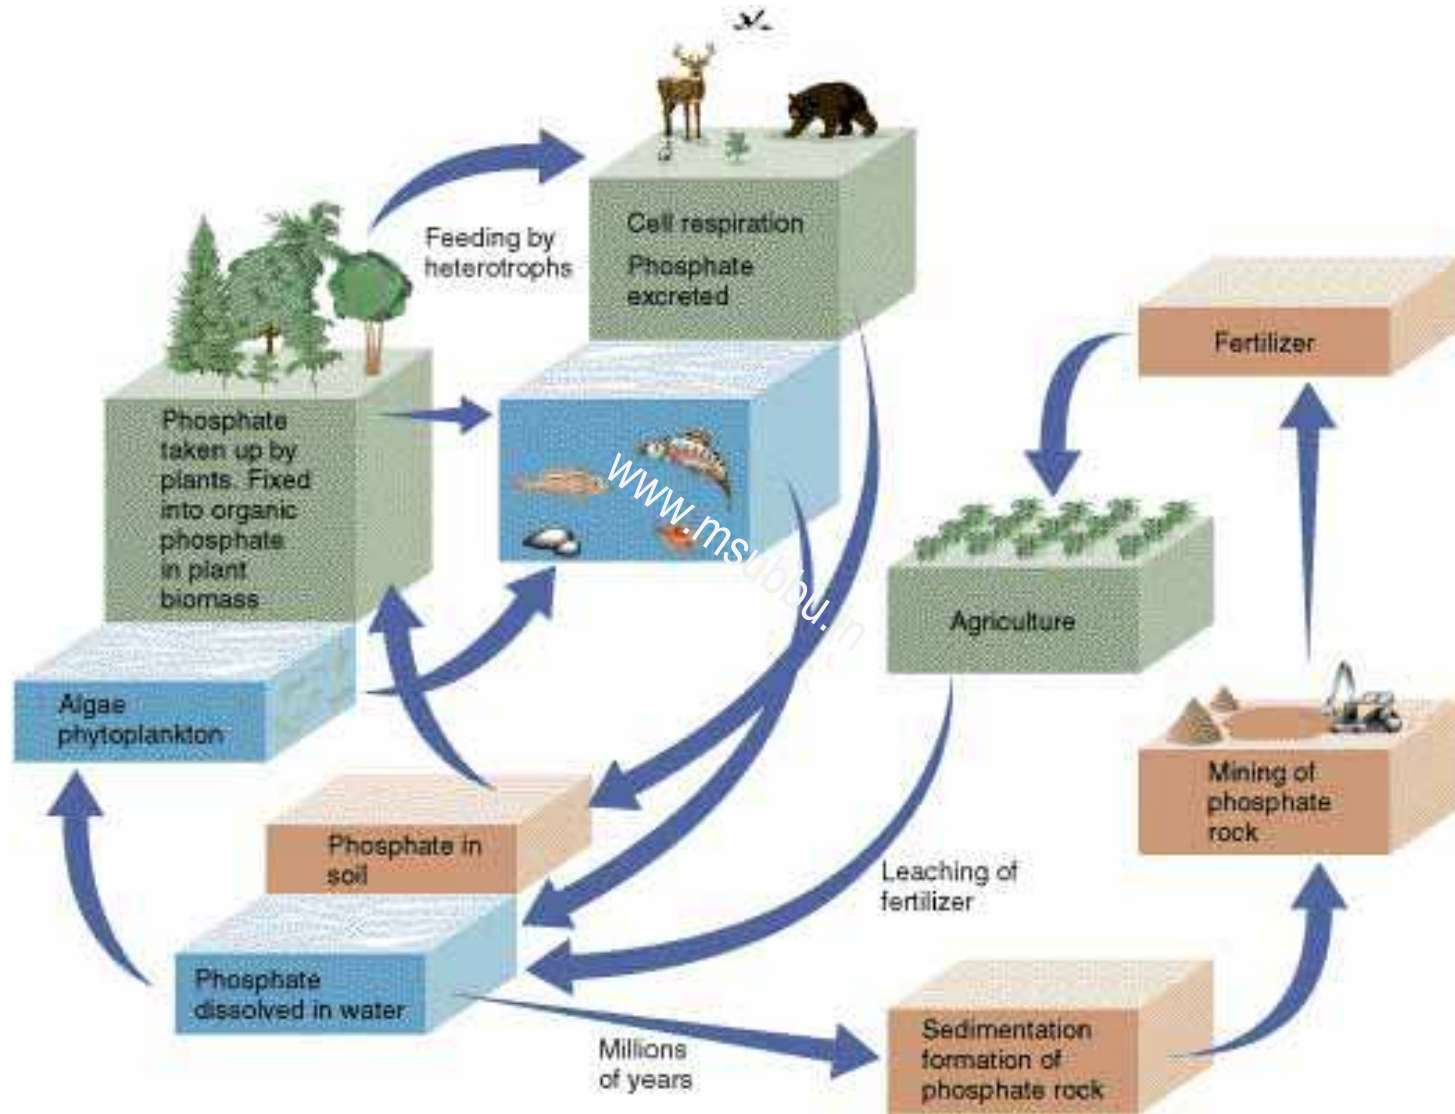 Feeding by
heterotrophs
Cell respiration
Phosphate
excreted
Fertilizer
Phosphate
taken up by
plants. Fixed
into organic
phosphate
in plant
biomass
www.msubbu.in
Agriculture
Algae
phytoplankton
Mining of
phosphate
rock
Phosphate in
soil
Leaching of
fertilizer
Phosphate
dissolved in water
Sedimentation
formation of
phosphate rock
Millions
of years